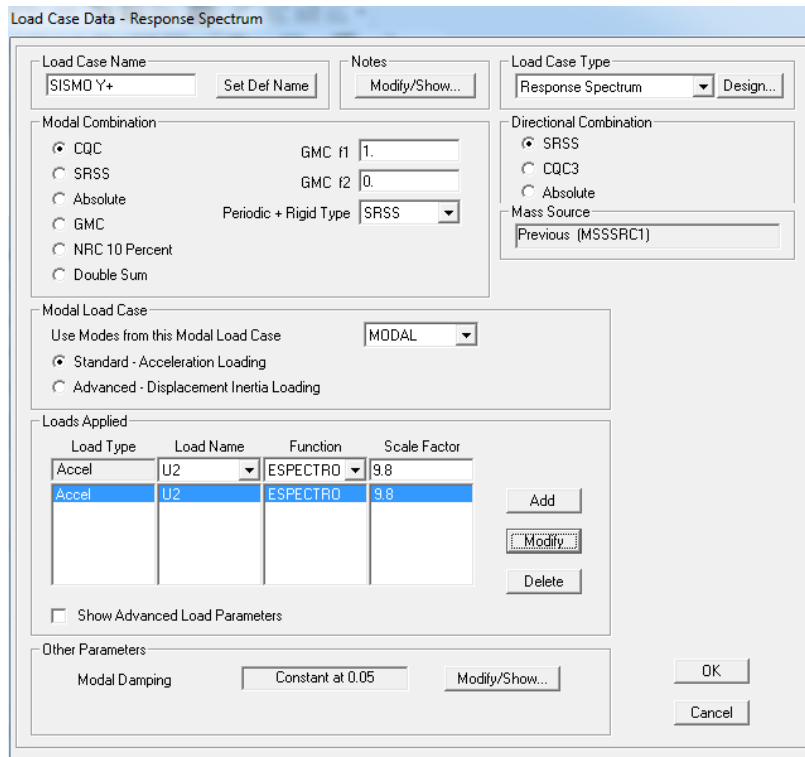 Load Case Data - Response Spectrum
Load Case Name
SISMO Y+
Set Def Name
Notes
Modify/Show...
Load Case Type
Response Spectrum
Design...
Modal Combination
CQC
SRSS
Absolute
GMC
NRC 10 Percent
Double Sum
GMC f1
1.
GMC f2
0.
Periodic + Rigid Type
SRSS
Directional Combination
SRSS
CQC3
Absolute
Mass Source
Previous (MSSSRC1)
Modal Load Case
Use Modes from this Modal Load Case
MODAL
Standard - Acceleration Loading
Advanced - Displacement Inertia Loading
Loads Applied
Load Type Load Name Function Scale Factor
Accel U2 ESPECTRO 9.8
Accel U2 ESPECTRO 9.8
Add
Modify
Delete
Show Advanced Load Parameters
Other Parameters
Modal Damping
Constant at 0.05
Modify/Show...
OK
Cancel